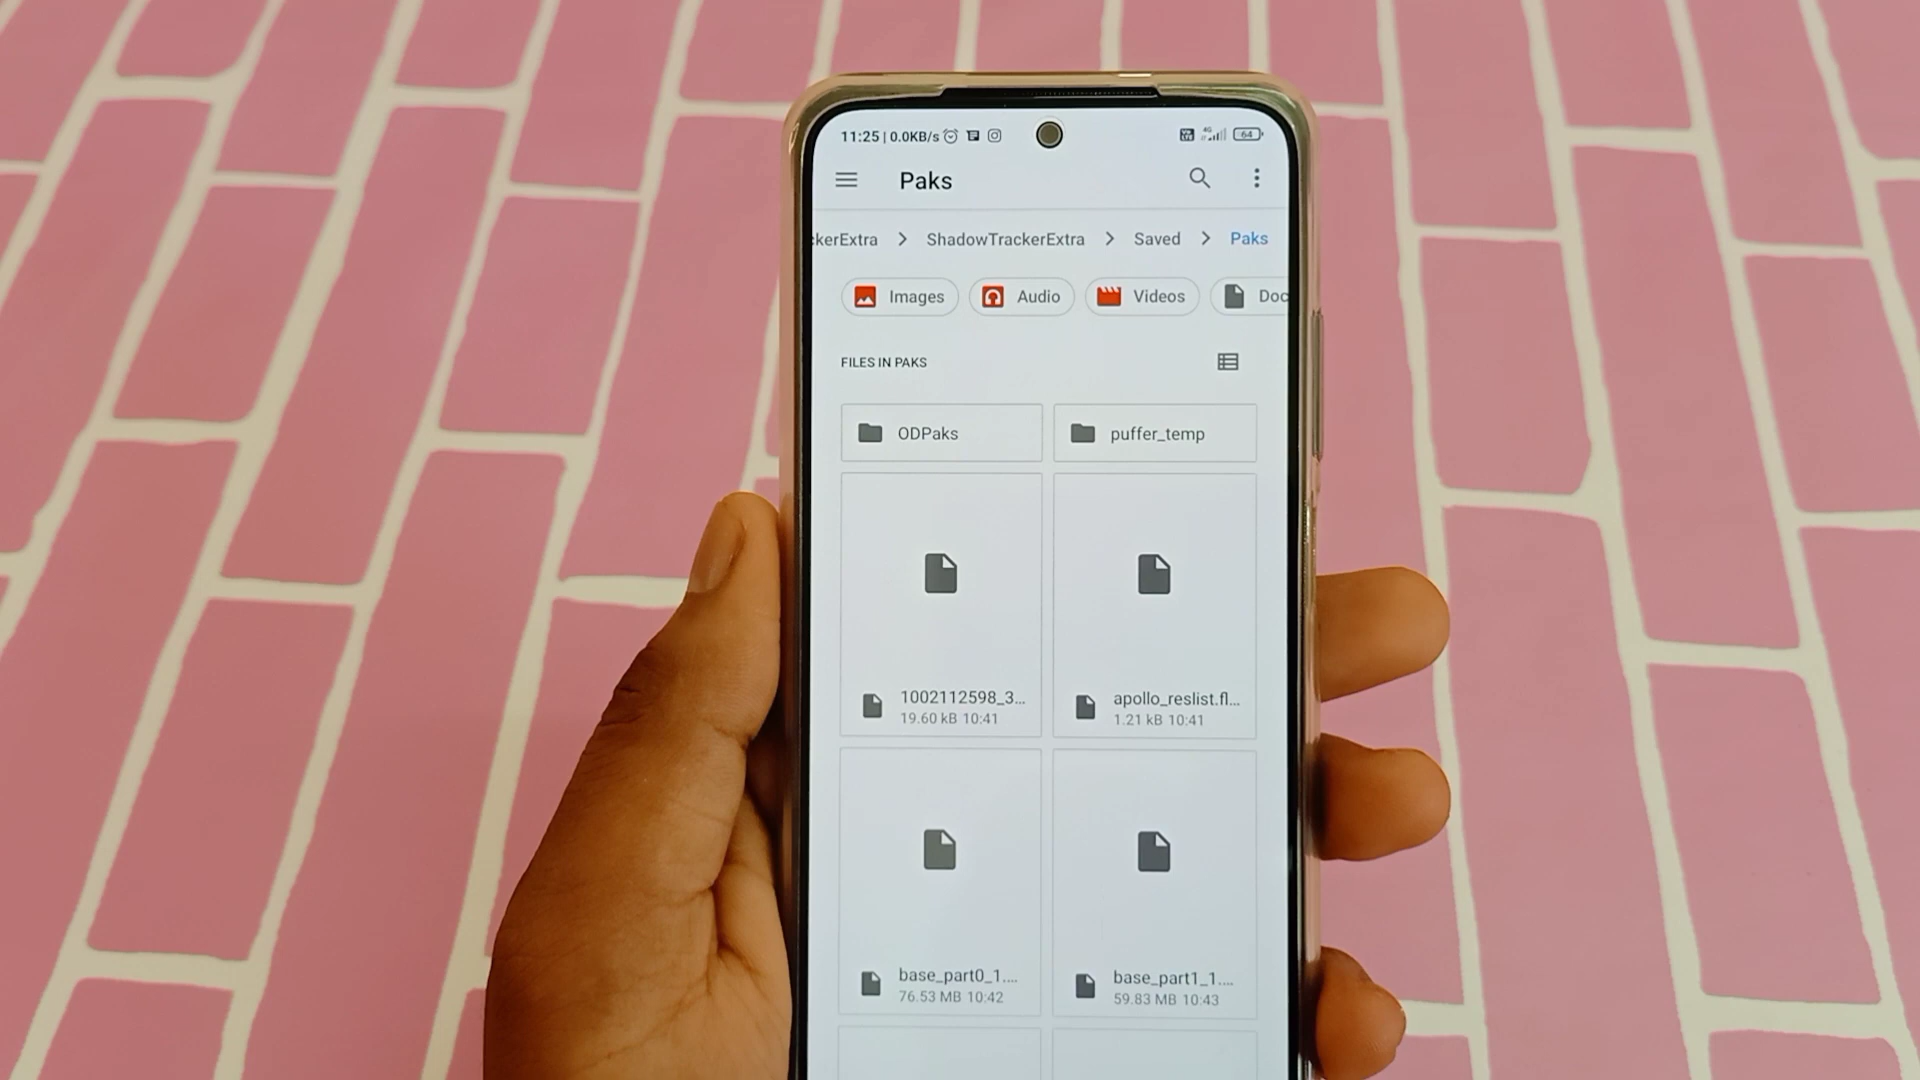 11:25 | 0.0KB/s 4G 64
Paks
kerExtra > ShadowTrackerExtra > Saved > Paks
Images Audio Videos Doc
FILES IN PAKS
ODPaks puffer_temp
1002112598_3... apollo_reslist.fl...
19.60 kB 10:41 1.21 kB 10:41
base_part0_1.... base_part1_1....
76.53 MB 10:42 59.83 MB 10:43